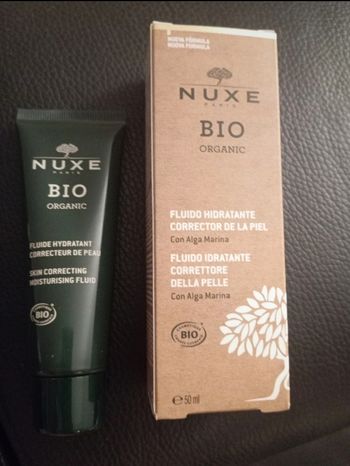 NUXE
PARIS
BIO
ORGANIC
FLUIDE HYDRATANT
CORRECTEUR DE PEAU
SKIN CORRECTING
MOISTURISING FLUID
BIO
NUEVA FÓRMULA
NUOVA FORMULA
NUXE
PARIS
BIO
ORGANIC
FLUIDO HIDRATANTE
CORRECTOR DE LA PIEL
Con Alga Marina
FLUIDO IDRATANTE
CORRETTORE
DELLA PELLE
Con Alga Marina
BIO
℮ 50 ml